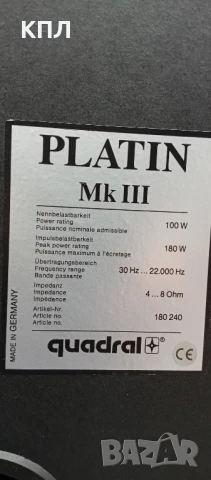 КПЛ
PLATIN
Mk III
Nennbelastbarkeit
Power rating 100 W
Puissance nominale admissible
Impulsbelastbarkeit
Peak power rating 180 W
Puissance maximum à l'écretage
Übertragungsbereich
Frequency range 30 Hz ... 22.000 Hz
Bande passante
Impedanz
Impedance 4 ... 8 Ohm
Impédance
Artikel-Nr.
Article no. 180 240
Article no.
MADE IN GERMANY
quadral ®
CE
BAZAR